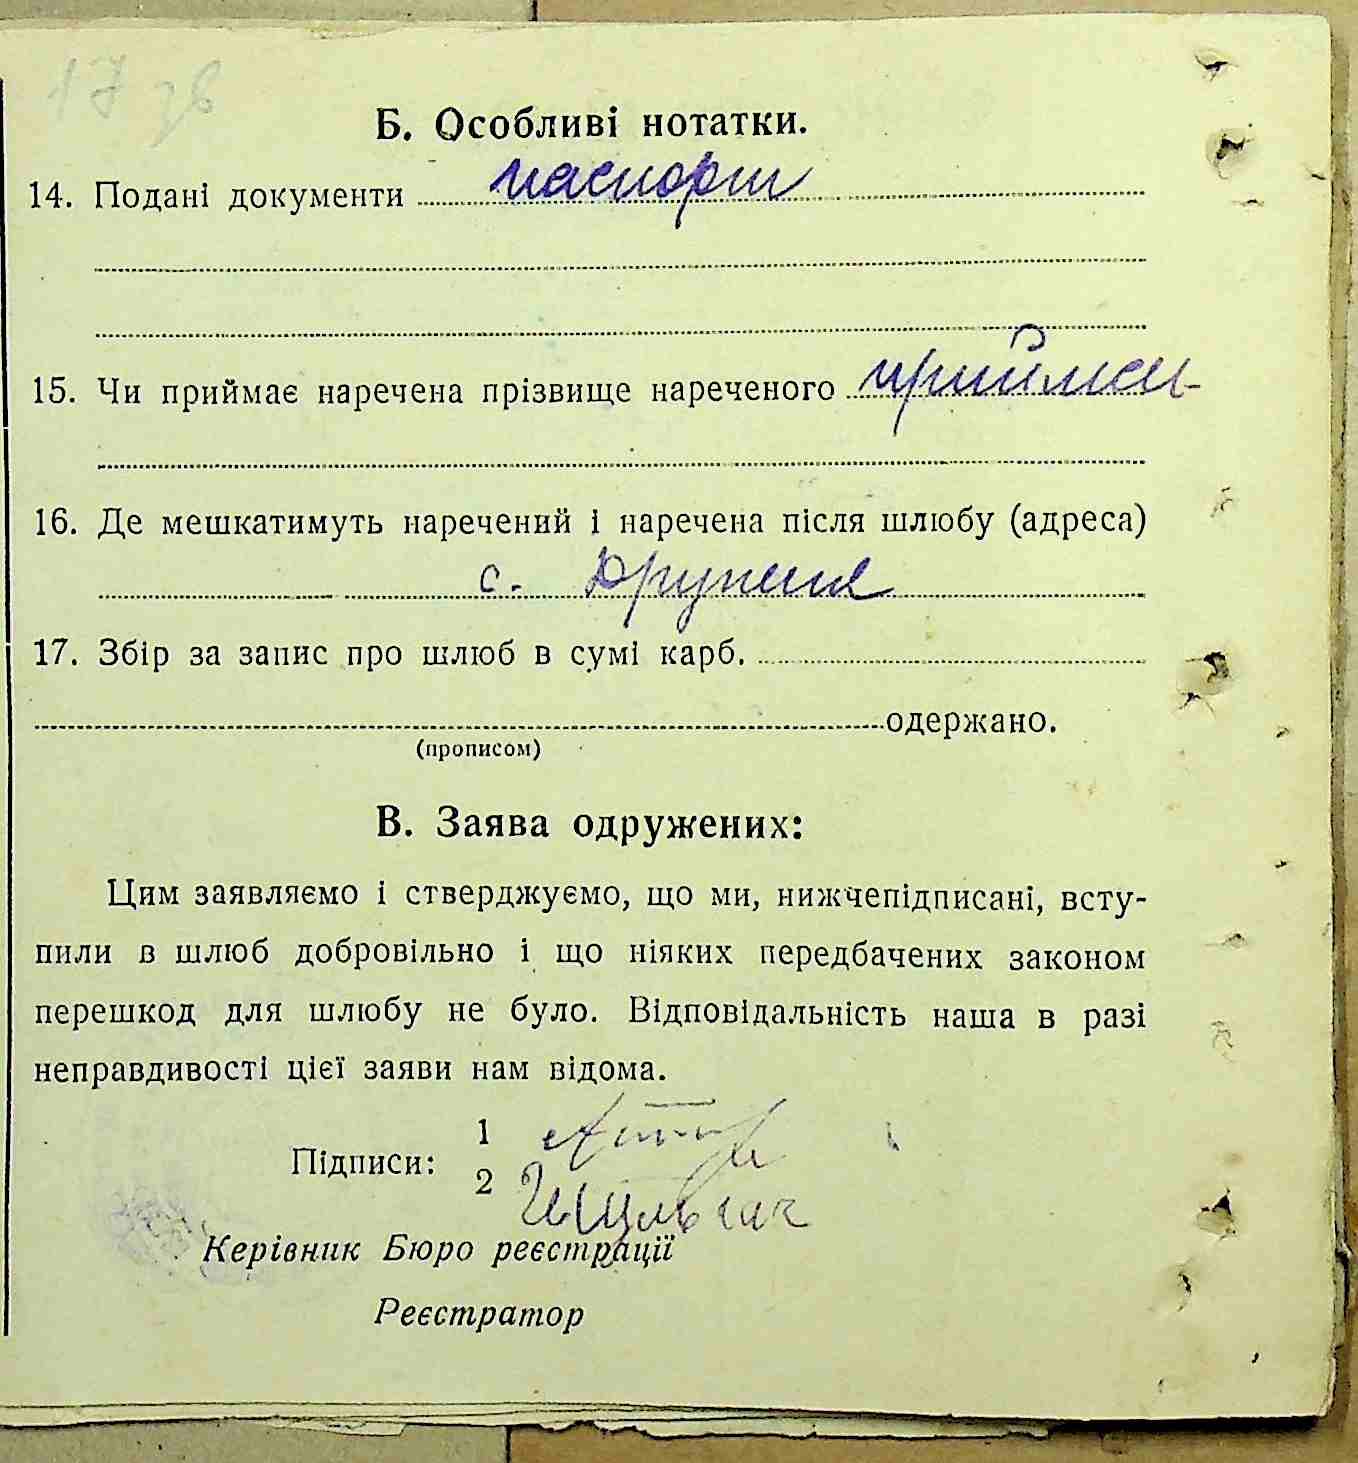 17 зв
Б. Особливі нотатки.
14. Подані документи паспорт
15. Чи приймає наречена прізвище нареченого приймає
16. Де мешкатимуть наречений і наречена після шлюбу (адреса)
с. Друценя
17. Збір за запис про шлюб в сумі карб.
одержано.
(прописом)
В. Заява одружених:
Цим заявляємо і стверджуємо, що ми, нижчепідписані, всту-
пили в шлюб добровільно і що ніяких передбачених законом
перешкод для шлюбу не було. Відповідальність наша в разі
неправдивості цієї заяви нам відома.
1
Підписи:
2
Керівник Бюро реєстрації
Реєстратор